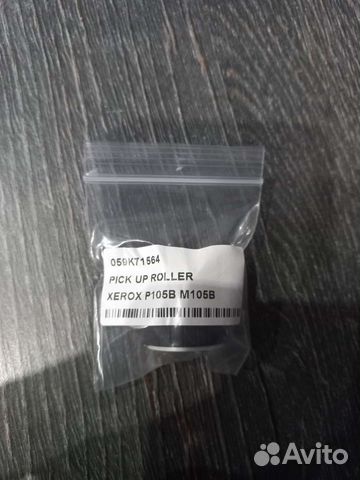 059K71564
PICK UP ROLLER
XEROX P105B M105B
Avito